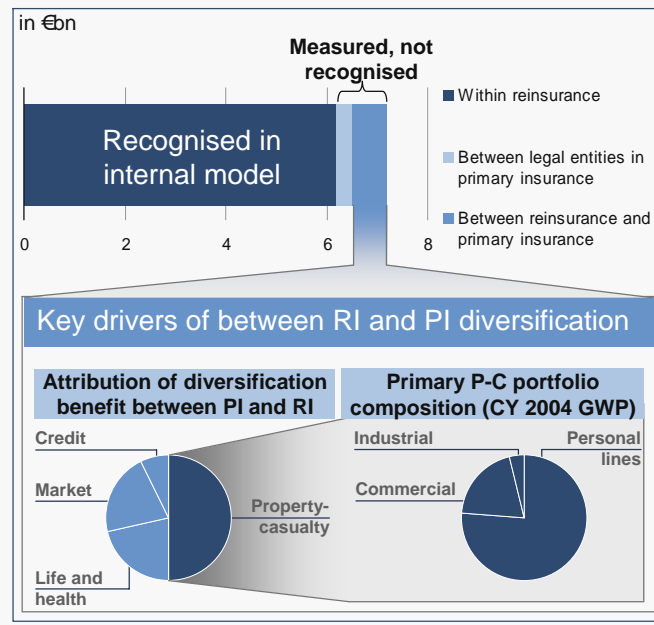 in €bn
Measured, not
recognised
Recognised in
internal model
Within reinsurance
Between legal entities in
primary insurance
Between reinsurance and
primary insurance
0 2 4 6 8
Key drivers of between RI and PI diversification
Attribution of diversification
benefit between PI and RI
Credit
Market
Life and
health
Property-
casualty
Primary P-C portfolio
composition (CY 2004 GWP)
Industrial
Commercial
Personal
lines